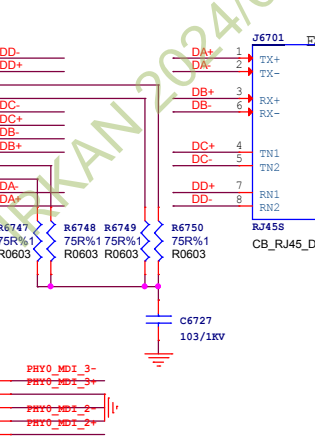 J6701
E
DD-
DD+
DA+ 1 TX+
DA- 2 TX-
DB+ 3 RX+
DB- 6 RX-
DC-
DC+
DB-
DB+
DC+ 4 TN1
DC- 5 TN2
DA-
DA+
DD+ 7 RN1
DD- 8 RN2
RJ45S
CB_RJ45_D
R6747
75R%1
R0603
R6748
75R%1
R0603
R6749
75R%1
R0603
R6750
75R%1
R0603
C6727
103/1KV
PHY0_MDI_3-
PHY0_MDI_3+
PHY0_MDI_2-
PHY0_MDI_2+
RKAN 2024/0